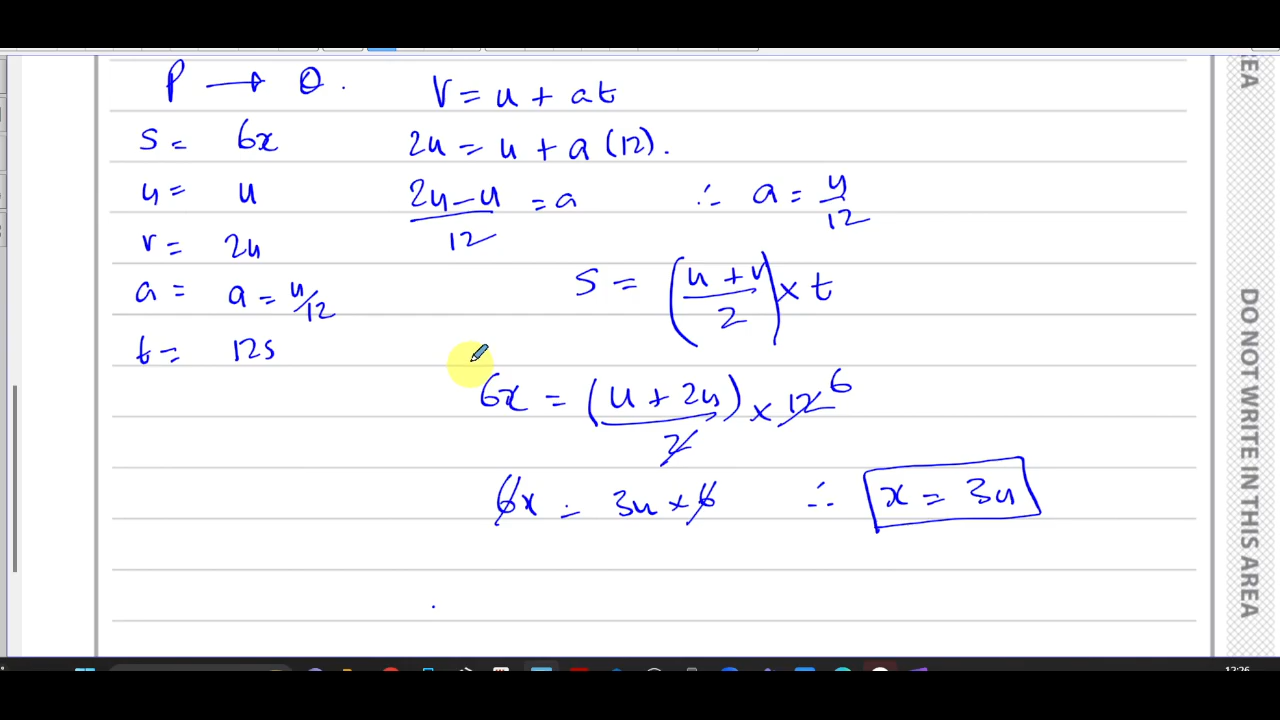 P → Q.
s = 6x
u = u
v = 2u
a = a = u/12
t = 12s
V = u + at
2u = u + a(12).
(2u - u)/12 = a ∴ a = u/12
S = ((u + v)/2) × t
6x = (u + 2u)/2 × 12 6
6x = 3u × 6 ∴ x = 3u
EA
DO NOT WRITE IN THIS AREA